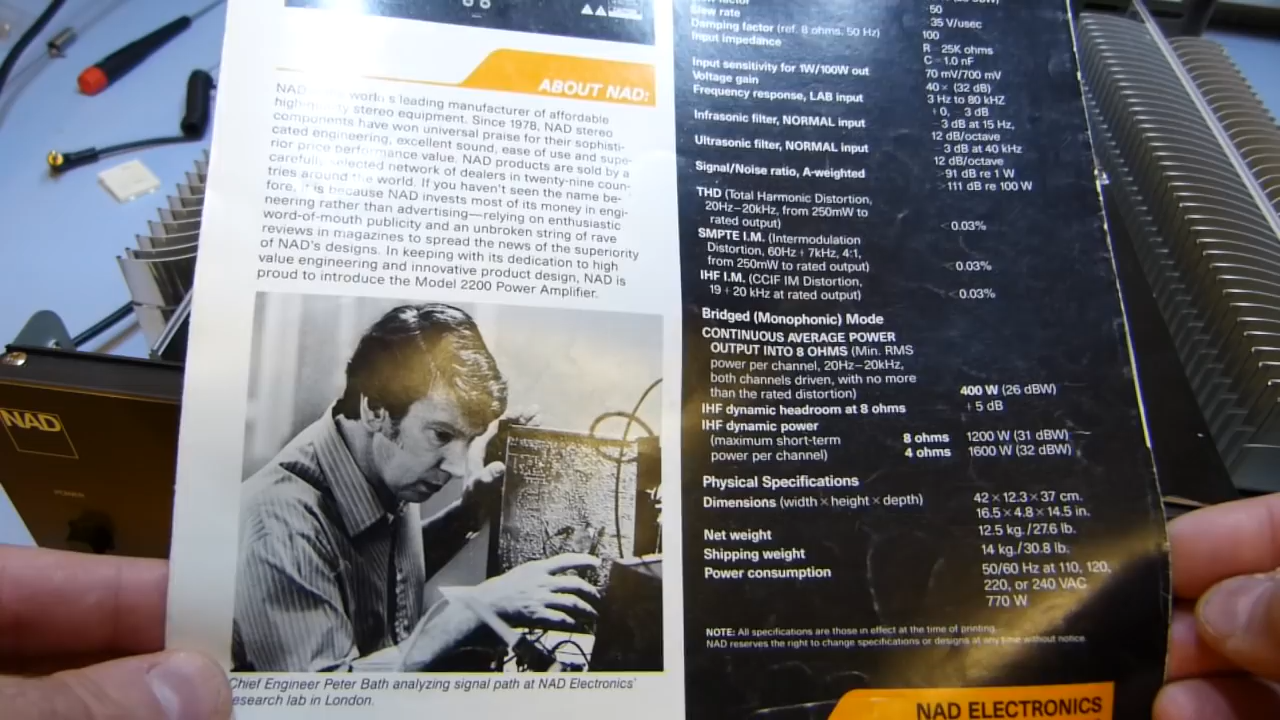 ABOUT NAD:
NAD world's leading manufacturer of affordable
high-quality stereo equipment. Since 1978, NAD stereo
components have won universal praise for their sophisti-
cated engineering, excellent sound, ease of use and supe-
rior price performance value. NAD products are sold by a
carefully selected network of dealers in twenty-nine coun-
tries around the world. If you haven't seen the name be-
fore, it is because NAD invests most of its money in engi-
neering rather than advertising—relying on enthusiastic
word-of-mouth publicity and an unbroken string of rave
reviews in magazines to spread the news of the superiority
of NAD's designs. In keeping with its dedication to high
value engineering and innovative product design, NAD is
proud to introduce the Model 2200 Power Amplifier.
Chief Engineer Peter Bath analyzing signal path at NAD Electronics'
esearch lab in London.
Slew rate
Damping factor (ref. 8 ohms, 50 Hz)
Input impedance
Input sensitivity for 1W/100W out
Voltage gain
Frequency response, LAB input
Infrasonic filter, NORMAL input
Ultrasonic filter, NORMAL input
Signal/Noise ratio, A-weighted
THD (Total Harmonic Distortion,
20Hz–20kHz, from 250mW to
rated output)
SMPTE I.M. (Intermodulation
Distortion, 60Hz + 7kHz, 4:1,
from 250mW to rated output)
IHF I.M. (CCIF IM Distortion,
19 + 20 kHz at rated output)
50
35 V/usec
100
R 25K ohms
C 1.0 nF
70 mV/700 mV
40× (32 dB)
3 Hz to 80 kHZ
+0, -3 dB
-3 dB at 15 Hz,
12 dB/octave
-3 dB at 40 kHz
12 dB/octave
>91 dB re 1 W
>111 dB re 100 W
<0.03%
<0.03%
<0.03%
Bridged (Monophonic) Mode
CONTINUOUS AVERAGE POWER
OUTPUT INTO 8 OHMS (Min. RMS
power per channel, 20Hz–20kHz,
both channels driven, with no more
than the rated distortion) 400 W (26 dBW)
IHF dynamic headroom at 8 ohms +5 dB
IHF dynamic power
(maximum short-term 8 ohms 1200 W (31 dBW)
power per channel) 4 ohms 1600 W (32 dBW)
Physical Specifications
Dimensions (width × height × depth) 42 × 12.3 × 37 cm.
16.5 × 4.8 × 14.5 in.
Net weight 12.5 kg./27.6 lb.
Shipping weight 14 kg./30.8 lb.
Power consumption 50/60 Hz at 110, 120,
220, or 240 VAC
770 W
NOTE: All specifications are those in effect at the time of printing.
NAD reserves the right to change specifications or designs at any time without notice.
NAD ELECTRONICS
NAD
POWER